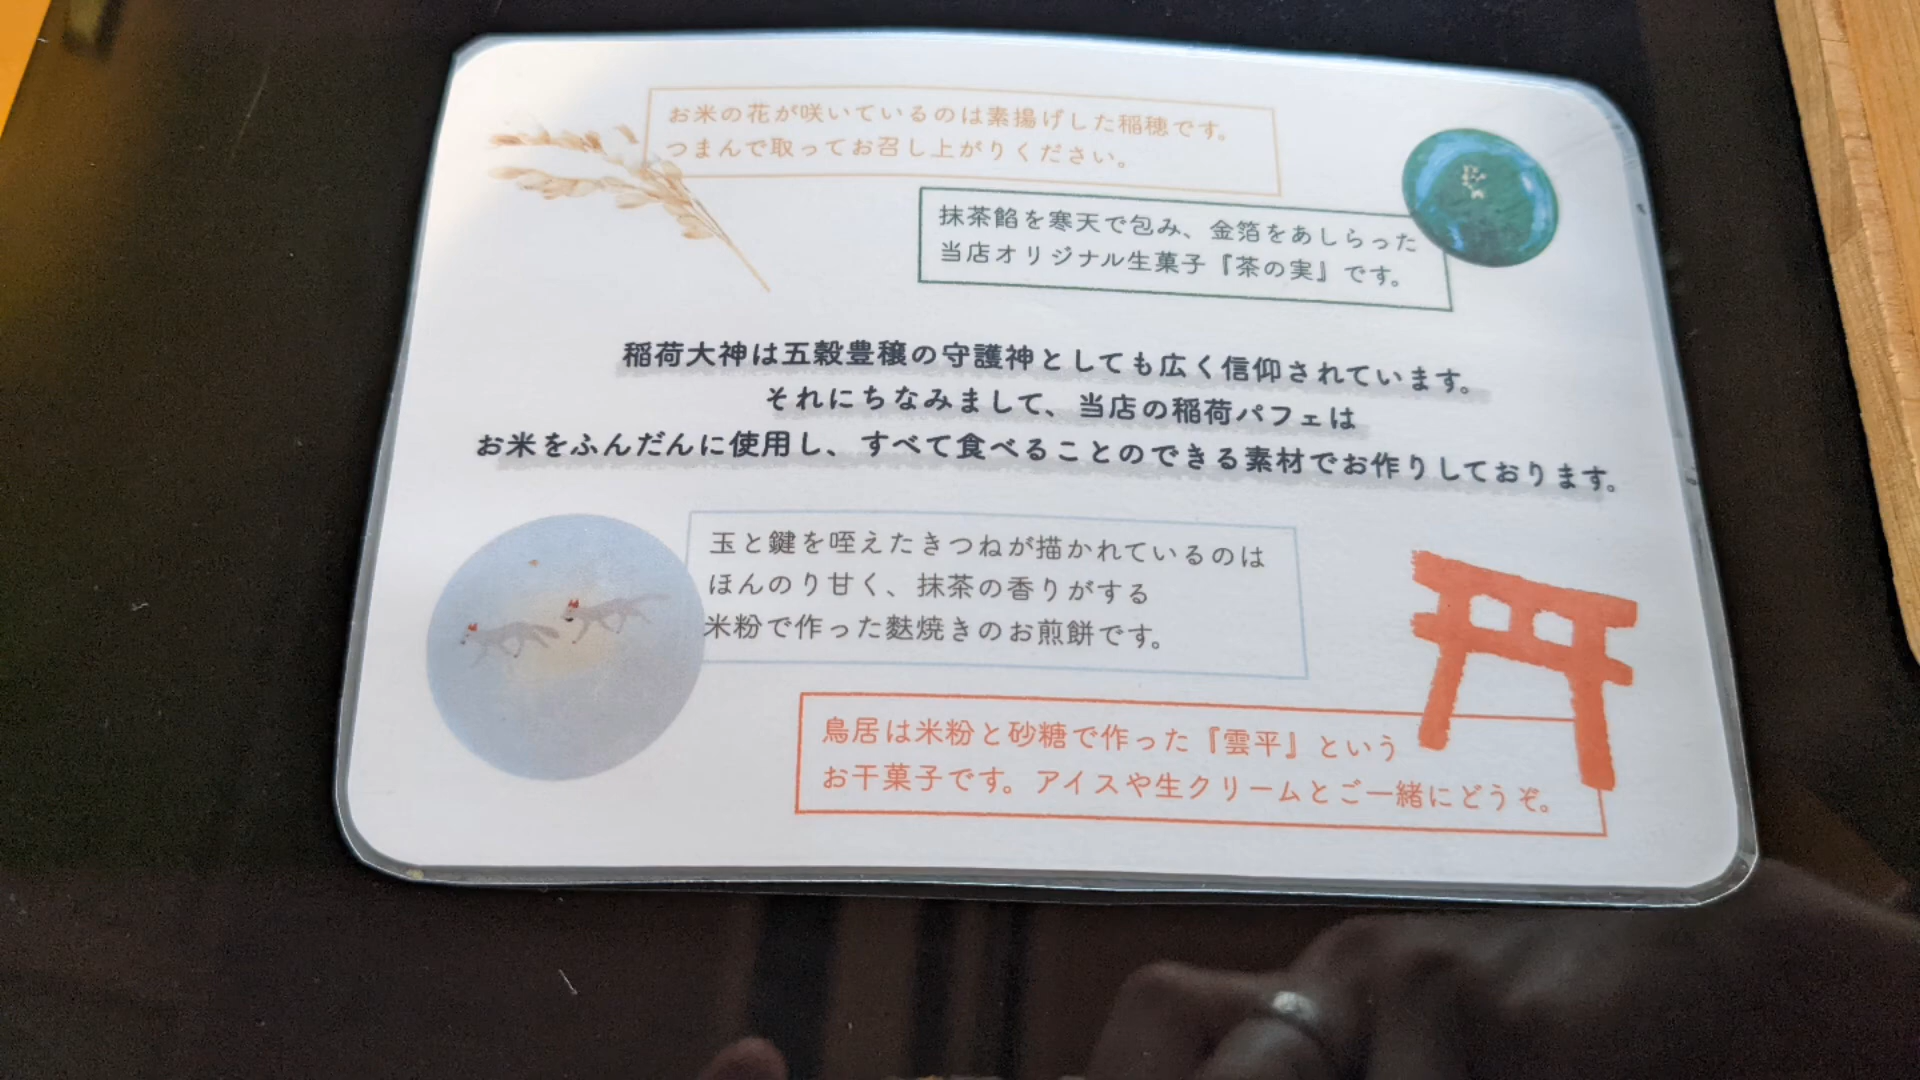 お米の花が咲いているのは素揚げした稲穂です。
つまんで取ってお召し上がりください。
抹茶餡を寒天で包み、金箔をあしらった
当店オリジナル生菓子『茶の実』です。
稲荷大神は五穀豊穣の守護神としても広く信仰されています。
それにちなみまして、当店の稲荷パフェは
お米をふんだんに使用し、すべて食べることのできる素材でお作りしております。
玉と鍵を咥えたきつねが描かれているのは
ほんのり甘く、抹茶の香りがする
米粉で作った麩焼きのお煎餅です。
鳥居は米粉と砂糖で作った『雲平』という
お干菓子です。アイスや生クリームとご一緒にどうぞ。